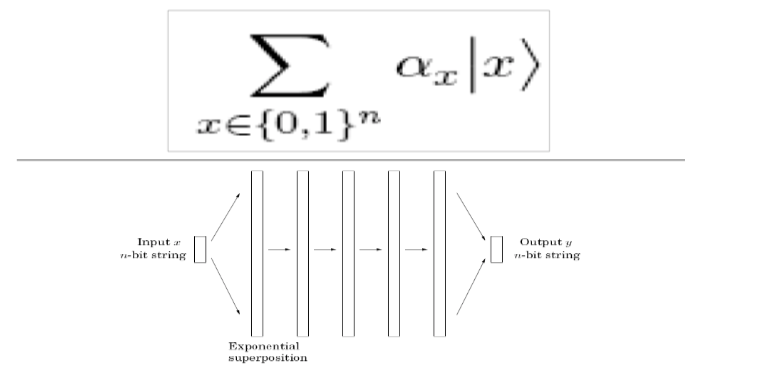 ∑ α_x|x⟩
x∈{0,1}^n
Input x
n-bit string
Output y
n-bit string
Exponential
superposition